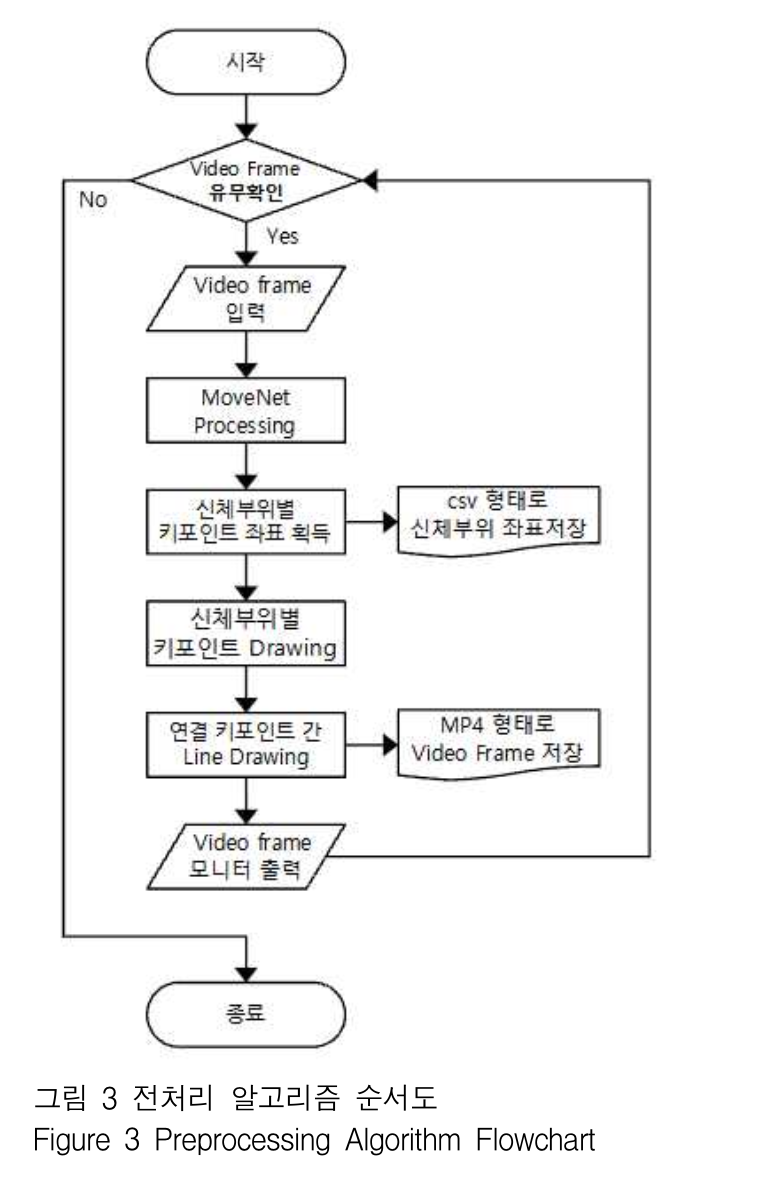 시작
Video Frame
유무확인
No
Yes
Video frame
입력
MoveNet
Processing
신체부위별
키포인트 좌표 획득
csv 형태로
신체부위 좌표저장
신체부위별
키포인트 Drawing
연결 키포인트 간
Line Drawing
MP4 형태로
Video Frame 저장
Video frame
모니터 출력
종료
그림 3 전처리 알고리즘 순서도
Figure 3 Preprocessing Algorithm Flowchart